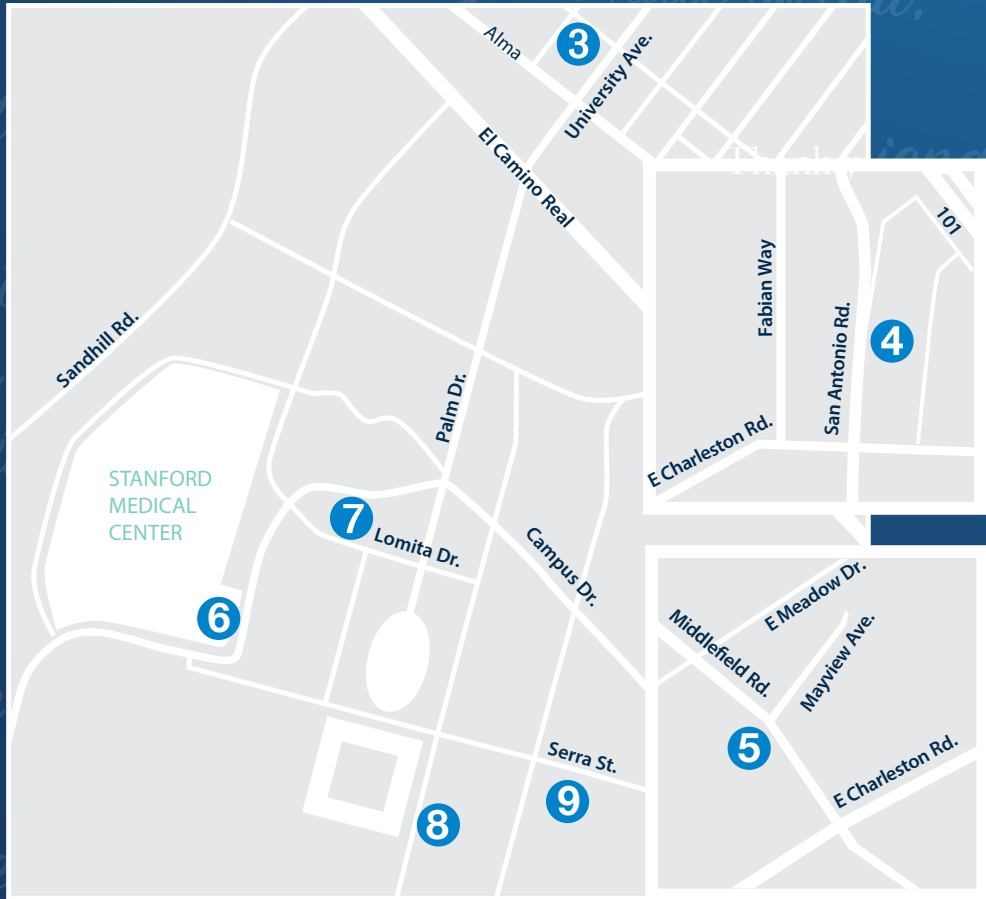 Alma
3
University Ave.
El Camino Real
Sandhill Rd.
Palm Dr.
STANFORD
MEDICAL
CENTER
7
Lomita Dr.
Campus Dr.
6
Serra St.
9
8
101
Fabian Way
San Antonio Rd.
4
E Charleston Rd.
E Meadow Dr.
Middlefield Rd.
Mayview Ave.
5
E Charleston Rd.